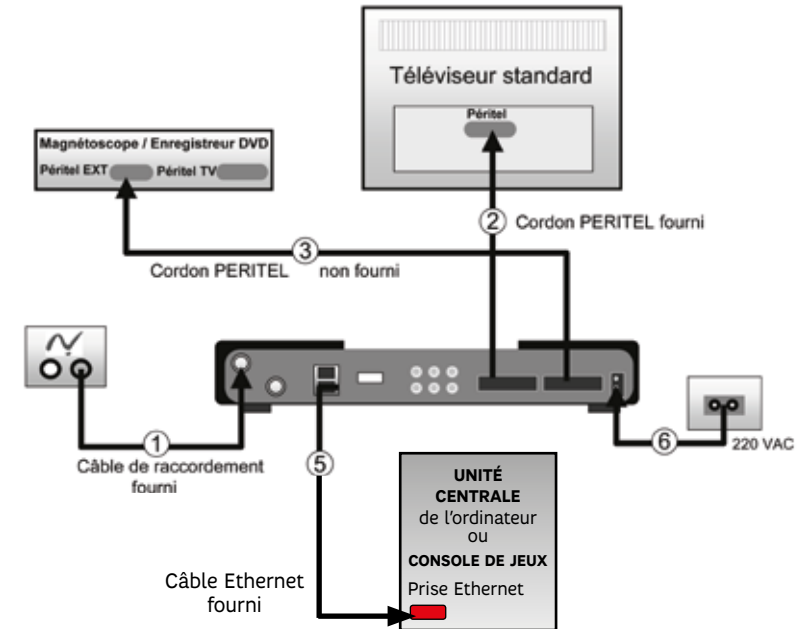 Téléviseur standard
Péritel
Magnétoscope / Enregistreur DVD
Péritel EXT Péritel TV
2 Cordon PERITEL fourni
3
Cordon PERITEL non fourni
1
Câble de raccordement
fourni
5
6
220 VAC
UNITÉ
CENTRALE
de l'ordinateur
ou
CONSOLE DE JEUX
Prise Ethernet
Câble Ethernet
fourni